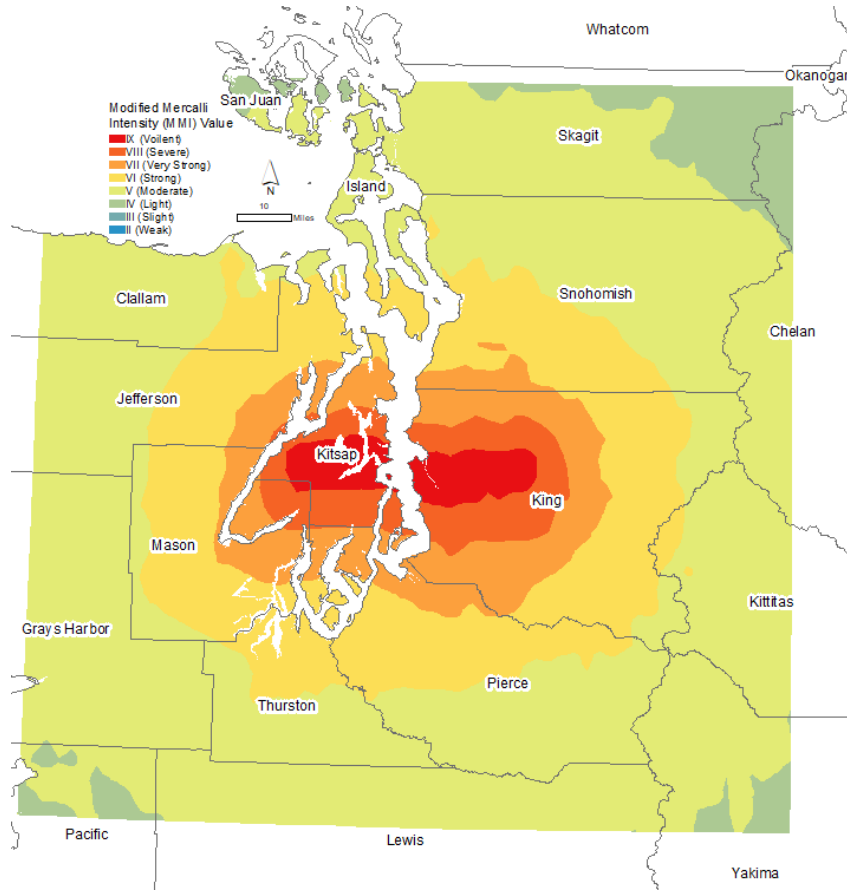 Whatcom
Okanogan
San Juan
Modified Mercalli
Intensity (MMI) Value
IX (Voilent)
VIII (Severe)
VII (Very Strong)
VI (Strong)
V (Moderate)
IV (Light)
III (Slight)
II (Weak)
N
10
Miles
Skagit
Island
Clallam
Snohomish
Chelan
Jefferson
Kitsap
King
Mason
Kittitas
Grays Harbor
Pierce
Thurston
Pacific
Lewis
Yakima